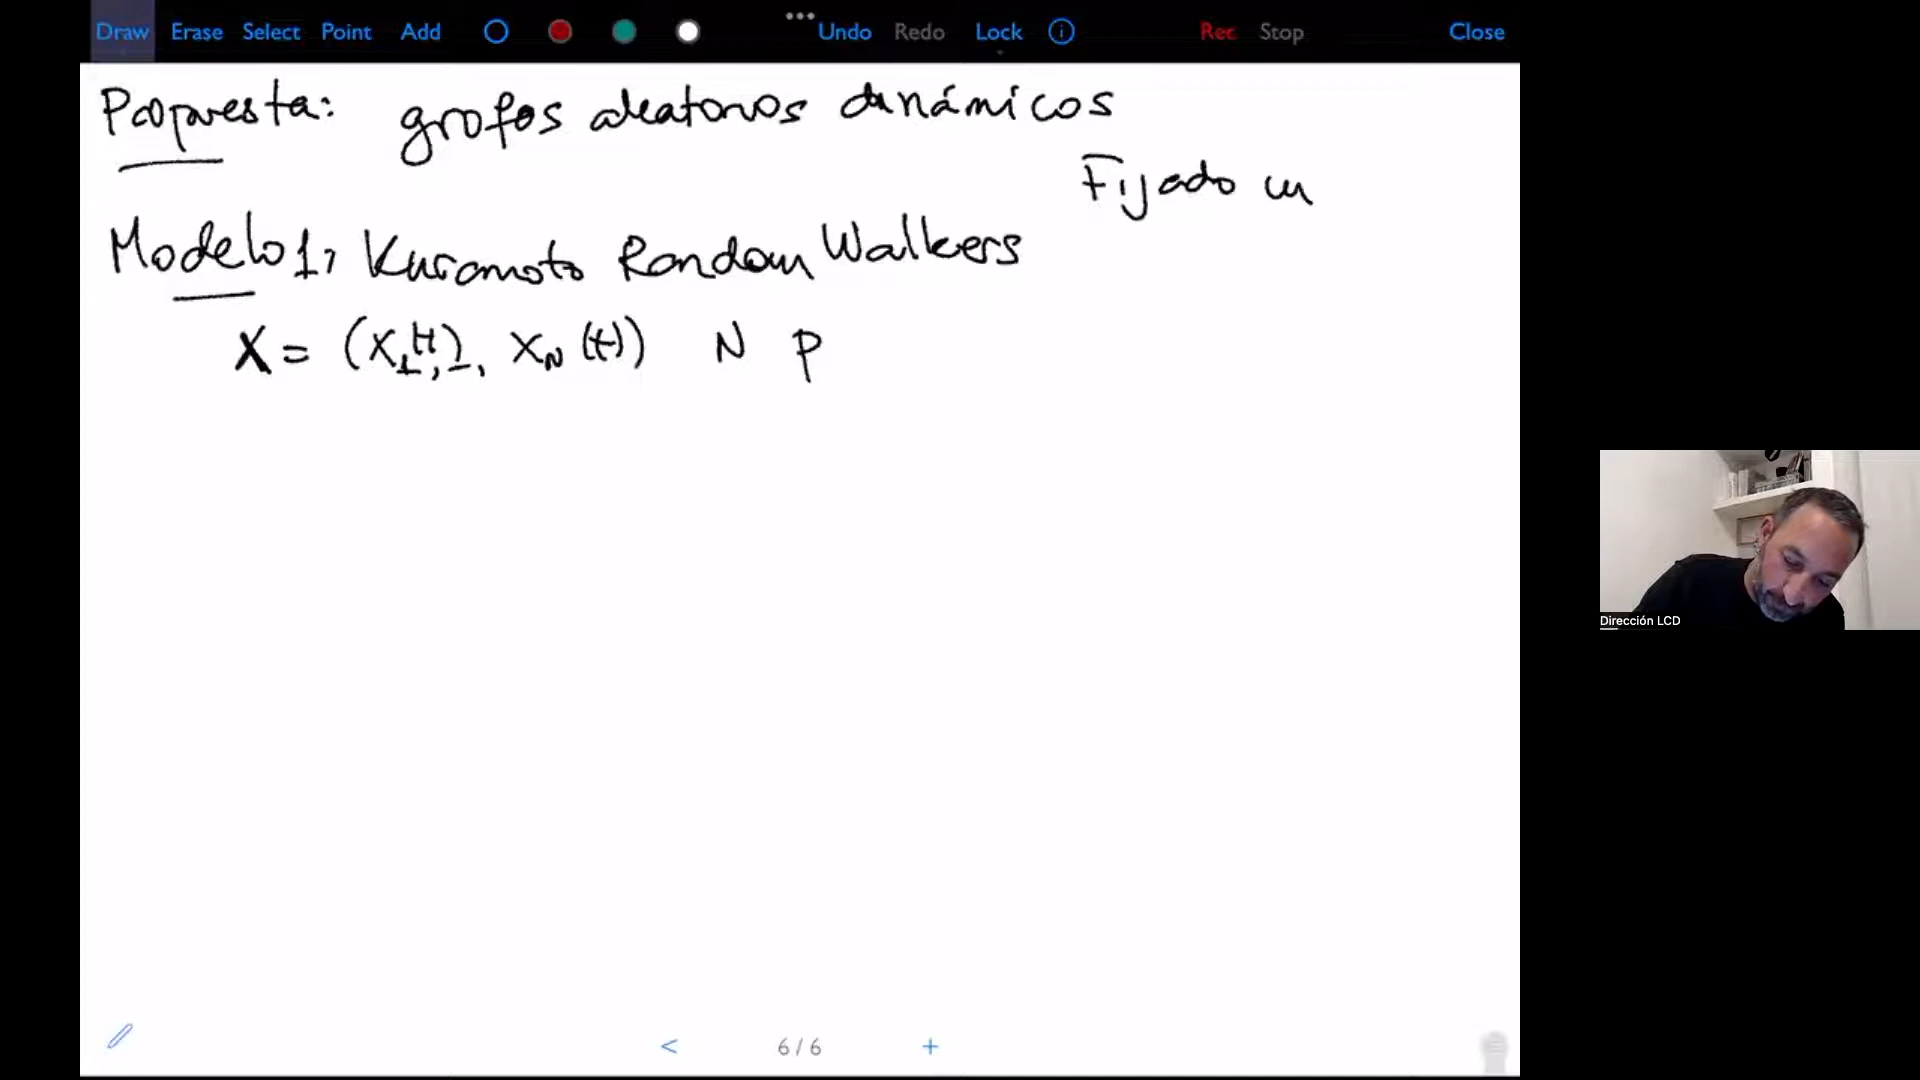 Draw Erase Select Point Add ••• Undo Redo Lock Rec Stop Close
Propuesta: grafos aleatorios dinámicos
Fijado un
Modelo 1, Kuramoto Random Walkers
X = (X₁(t), _, X_N(t)) N p
Dirección LCD
< 6/6 +